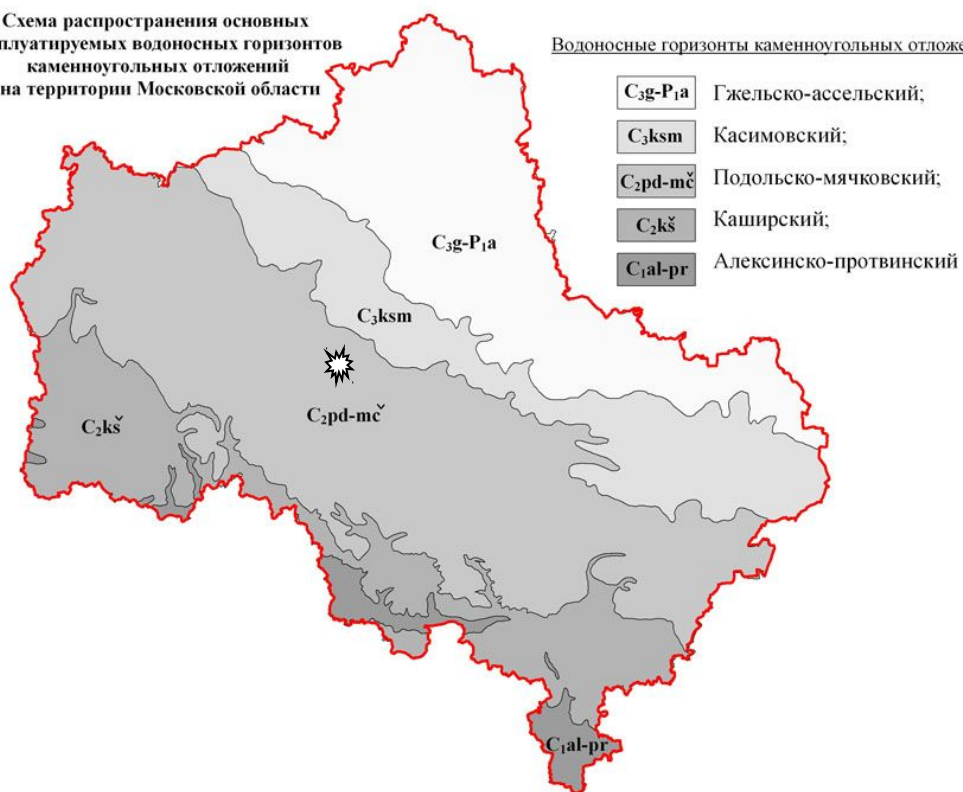 Схема распространения основных
плуатируемых водоносных горизонтов
каменноугольных отложений
на территории Московской области
Водоносные горизонты каменноугольных отложе
C₃g-P₁a Гжельско-ассельский;
C₃ksm Касимовский;
C₂pd-mč Подольско-мячковский;
C₂kš Каширский;
C₁al-pr Алексинско-протвинский
C₃g-P₁a
C₃ksm
C₂pd-mč
C₂kš
C₁al-pr